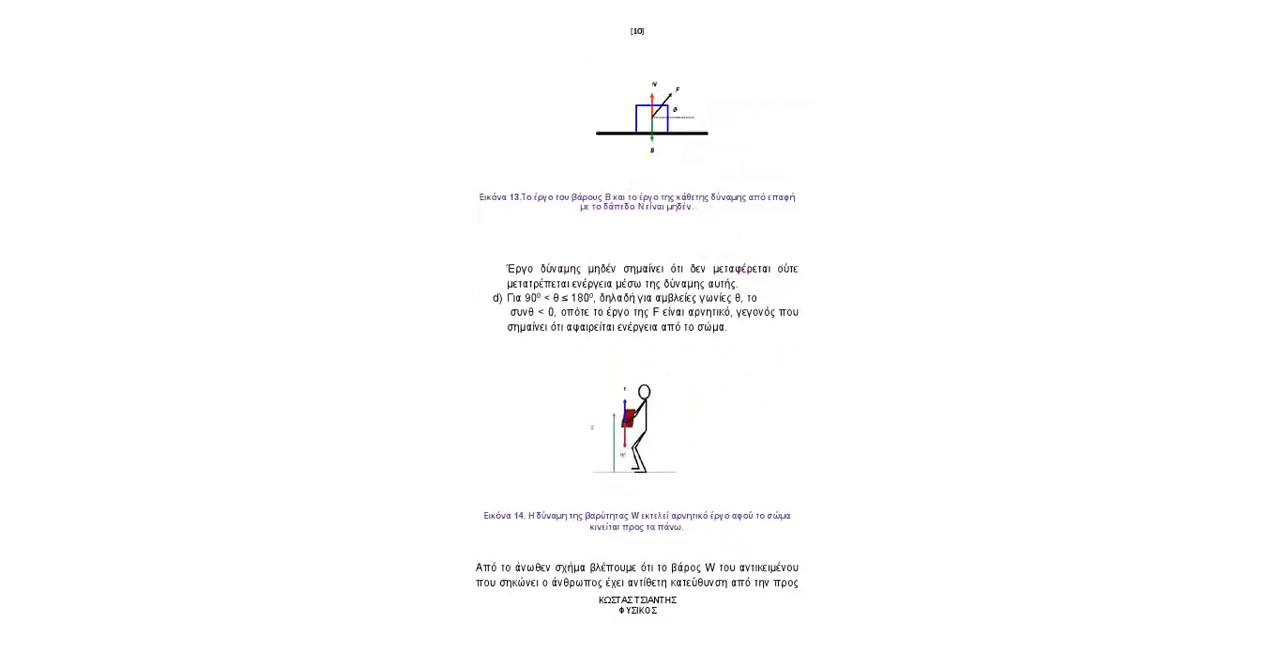 [10]
N
F
θ
B
Εικόνα 13.Το έργο του βάρους Β και το έργο της κάθετης δύναμης από επαφή
με το δάπεδο Ν είναι μηδέν.
Έργο δύναμης μηδέν σημαίνει ότι δεν μεταφέρεται ούτε
μετατρέπεται ενέργεια μέσω της δύναμης αυτής.
d) Για 90⁰ < θ ≤ 180⁰, δηλαδή για αμβλείες γωνίες θ, το
συνθ < 0, οπότε το έργο της F είναι αρνητικό, γεγονός που
σημαίνει ότι αφαιρείται ενέργεια από το σώμα.
W
Εικόνα 14. Η δύναμη της βαρύτητας W εκτελεί αρνητικό έργο αφού το σώμα
κινείται προς τα πάνω.
Από το άνωθεν σχήμα βλέπουμε ότι το βάρος W του αντικειμένου
που σηκώνει ο άνθρωπος έχει αντίθετη κατεύθυνση από την προς
ΚΩΣΤΑΣ ΤΣΙΑΝΤΗΣ
ΦΥΣΙΚΟΣ